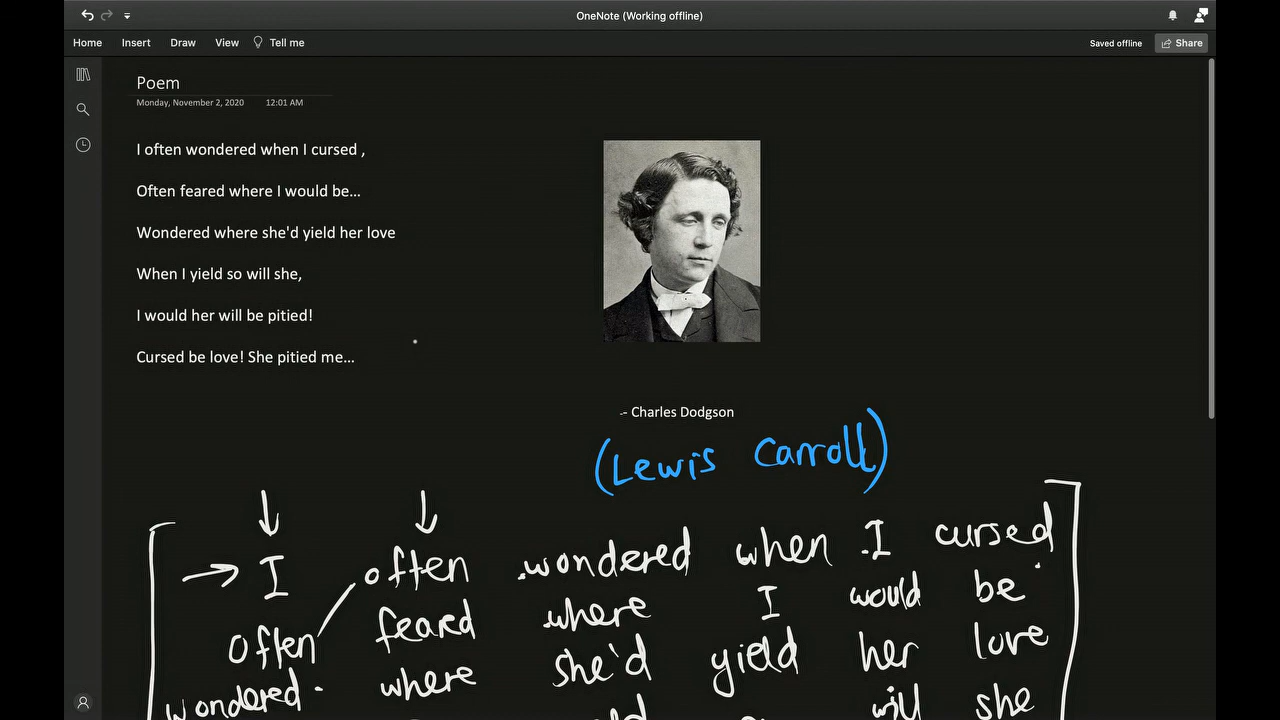 OneNote (Working offline)
Home Insert Draw View Tell me
Saved offline Share
Poem
Monday, November 2, 2020 12:01 AM
I often wondered when I cursed ,
Often feared where I would be...
Wondered where she'd yield her love
When I yield so will she,
I would her will be pitied!
Cursed be love! She pitied me...
-- Charles Dodgson
(Lewis Carroll)
I often wondered when I cursed
often feared where I would be
wondered where she'd yield her love
will she